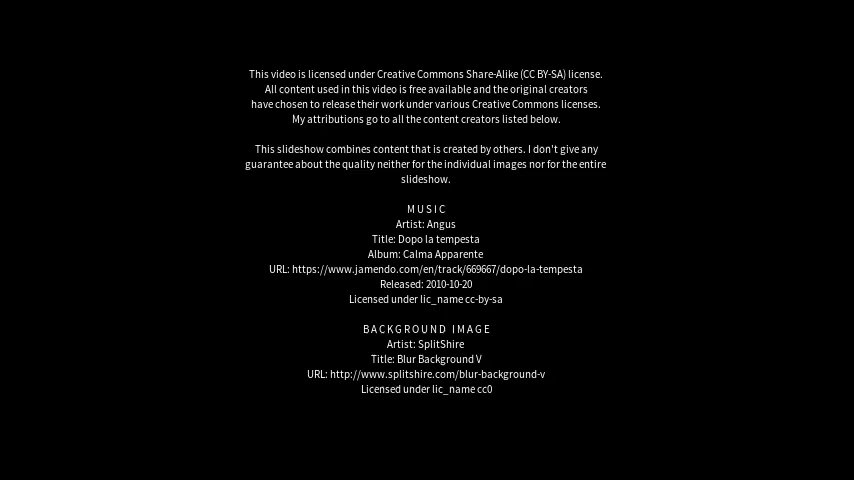 This video is licensed under Creative Commons Share-Alike (CC BY-SA) license.
All content used in this video is free available and the original creators
have chosen to release their work under various Creative Commons licenses.
My attributions go to all the content creators listed below.
This slideshow combines content that is created by others. I don't give any
guarantee about the quality neither for the individual images nor for the entire
slideshow.
MUSIC
Artist: Angus
Title: Dopo la tempesta
Album: Calma Apparente
URL: https://www.jamendo.com/en/track/669667/dopo-la-tempesta
Released: 2010-10-20
Licensed under lic_name cc-by-sa
BACKGROUND IMAGE
Artist: SplitShire
Title: Blur Background V
URL: http://www.splitshire.com/blur-background-v
Licensed under lic_name cc0